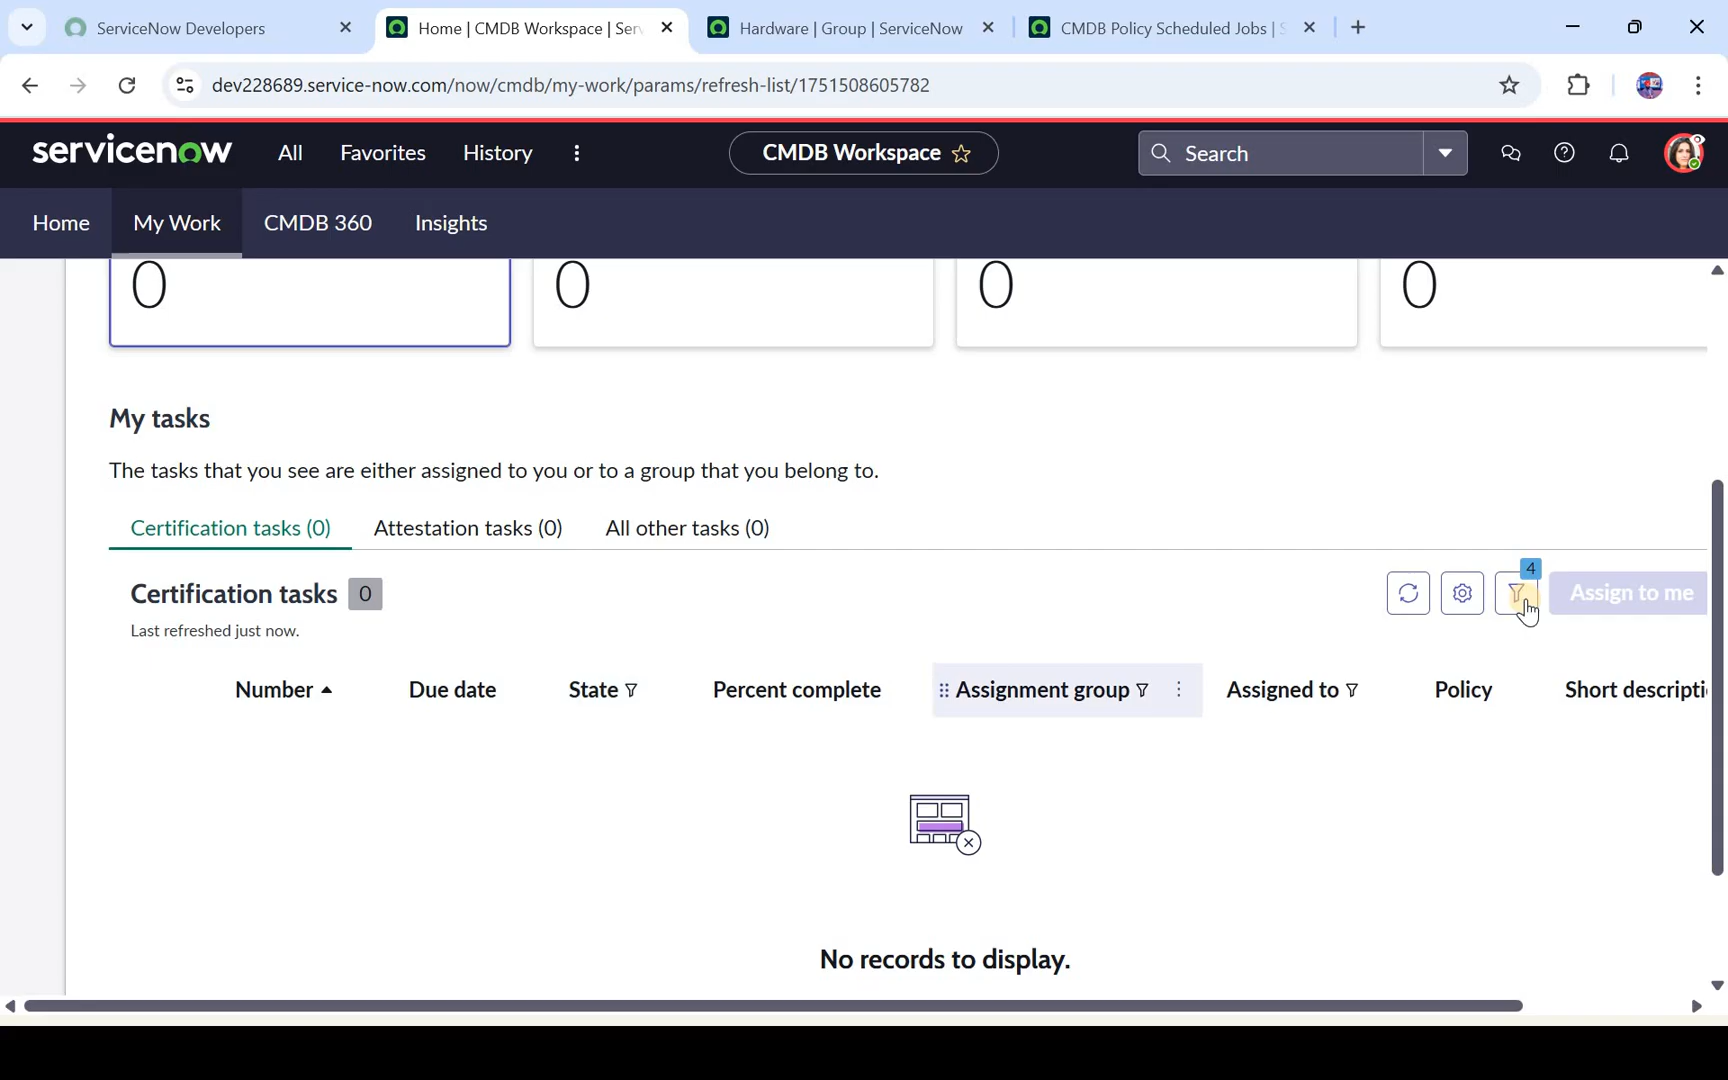 ServiceNow Developers
Home | CMDB Workspace | Ser
Hardware | Group | ServiceNow
CMDB Policy Scheduled Jobs | S
dev228689.service-now.com/now/cmdb/my-work/params/refresh-list/1751508605782
servicenow
All
Favorites
History
CMDB Workspace
Search
Home
My Work
CMDB 360
Insights
0
0
0
0
My tasks
The tasks that you see are either assigned to you or to a group that you belong to.
Certification tasks (0)
Attestation tasks (0)
All other tasks (0)
Certification tasks 0
4
Assign to me
Last refreshed just now.
Number
Due date
State
Percent complete
Assignment group
Assigned to
Policy
Short descripti
No records to display.